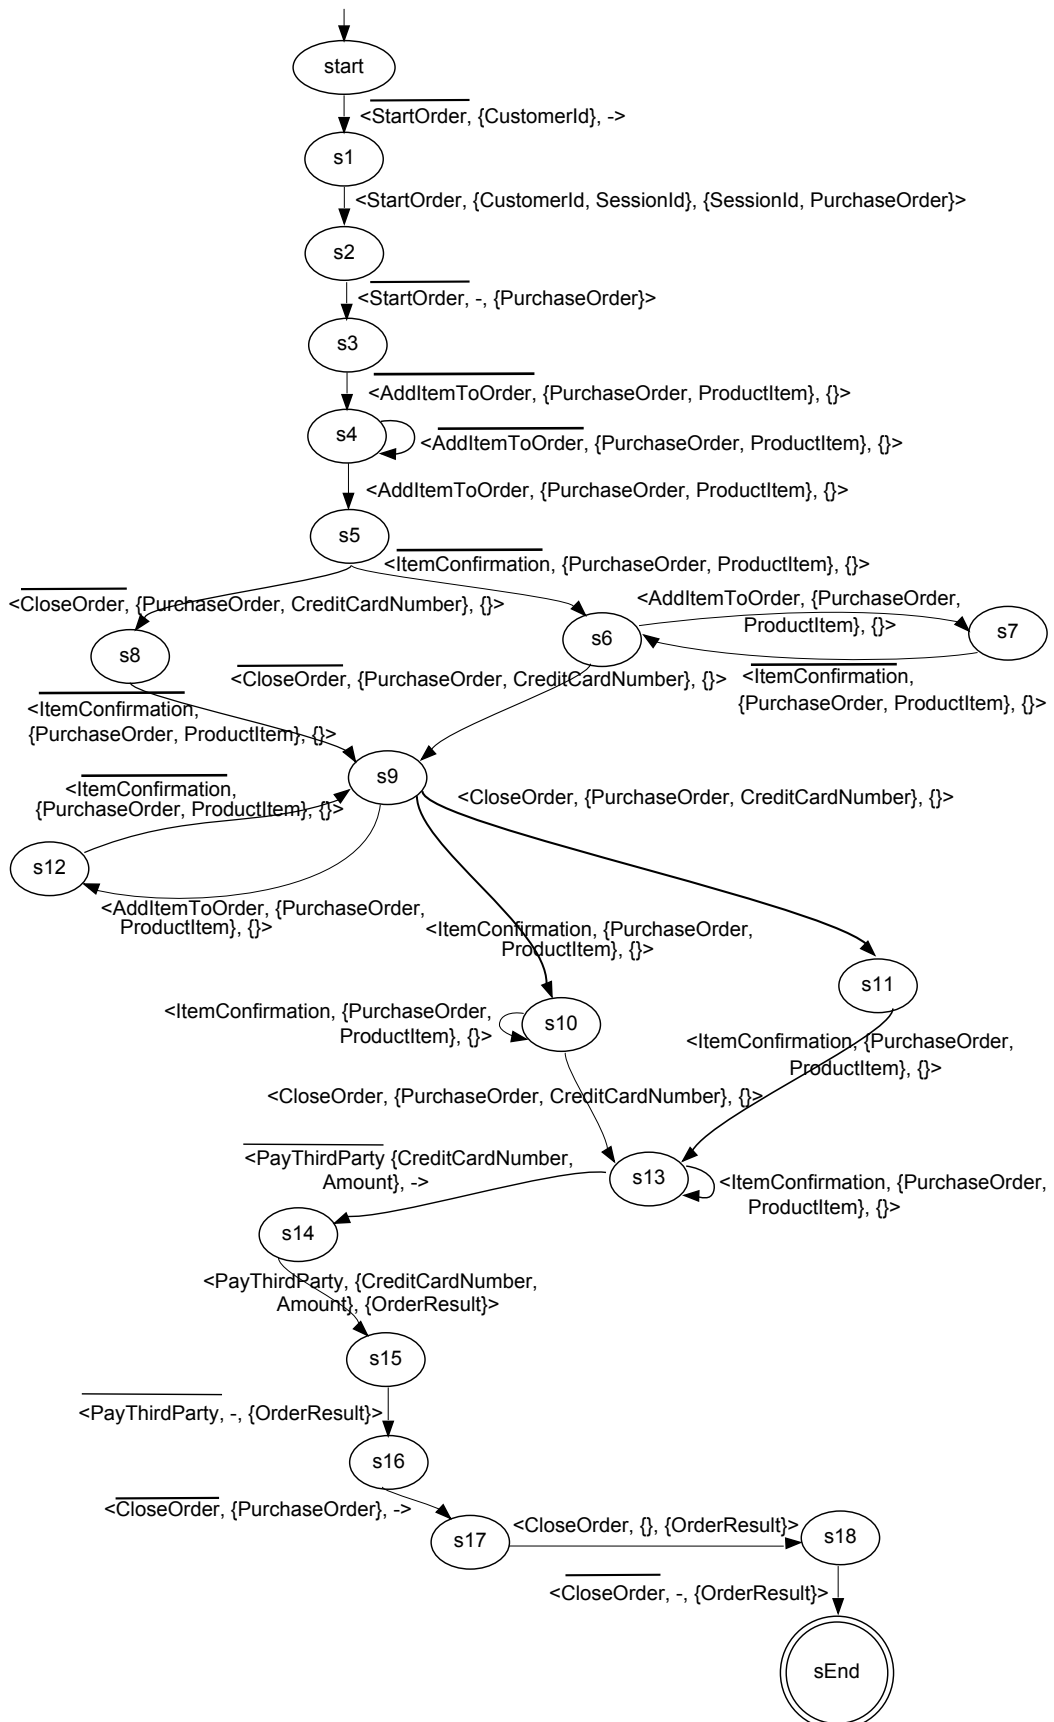 start
<StartOrder, {CustomerId}, ->
s1
<StartOrder, {CustomerId, SessionId}, {SessionId, PurchaseOrder}>
s2
<StartOrder, -, {PurchaseOrder}>
s3
<AddItemToOrder, {PurchaseOrder, ProductItem}, {}>
s4
<AddItemToOrder, {PurchaseOrder, ProductItem}, {}>
<AddItemToOrder, {PurchaseOrder, ProductItem}, {}>
s5
<ItemConfirmation, {PurchaseOrder, ProductItem}, {}>
<CloseOrder, {PurchaseOrder, CreditCardNumber}, {}>
<AddItemToOrder, {PurchaseOrder,
ProductItem}, {}>
s6
s7
s8
<CloseOrder, {PurchaseOrder, CreditCardNumber}, {}>
<ItemConfirmation,
{PurchaseOrder, ProductItem}, {}>
<ItemConfirmation,
{PurchaseOrder, ProductItem}, {}>
s9
<ItemConfirmation,
{PurchaseOrder, ProductItem}, {}>
<CloseOrder, {PurchaseOrder, CreditCardNumber}, {}>
s12
<AddItemToOrder, {PurchaseOrder,
ProductItem}, {}>
<ItemConfirmation, {PurchaseOrder,
ProductItem}, {}>
s11
<ItemConfirmation, {PurchaseOrder,
ProductItem}, {}>
s10
<ItemConfirmation, {PurchaseOrder,
ProductItem}, {}>
<CloseOrder, {PurchaseOrder, CreditCardNumber}, {}>
<PayThirdParty {CreditCardNumber,
Amount}, ->
s13
<ItemConfirmation, {PurchaseOrder,
ProductItem}, {}>
s14
<PayThirdParty, {CreditCardNumber,
Amount}, {OrderResult}>
s15
<PayThirdParty, -, {OrderResult}>
s16
<CloseOrder, {PurchaseOrder}, ->
s17
<CloseOrder, {}, {OrderResult}>
s18
<CloseOrder, -, {OrderResult}>
sEnd